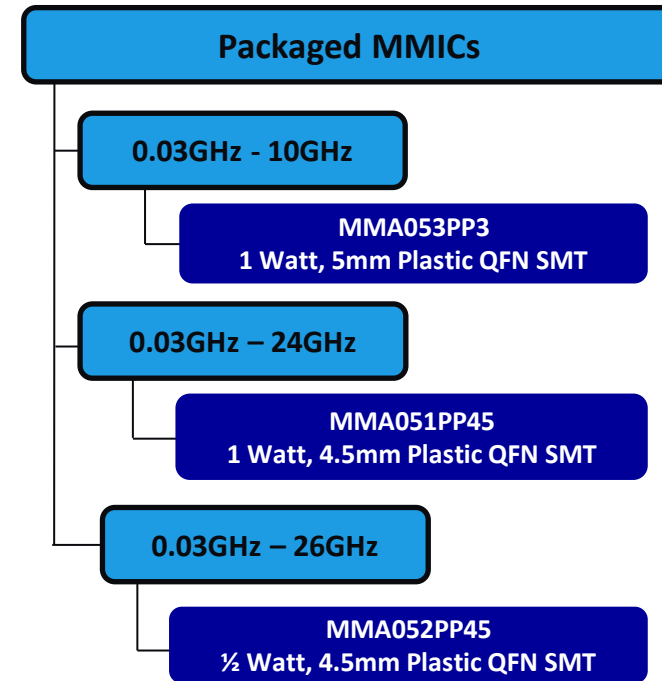 Packaged MMICs
0.03GHz - 10GHz
MMA053PP3
1 Watt, 5mm Plastic QFN SMT
0.03GHz – 24GHz
MMA051PP45
1 Watt, 4.5mm Plastic QFN SMT
0.03GHz – 26GHz
MMA052PP45
½ Watt, 4.5mm Plastic QFN SMT